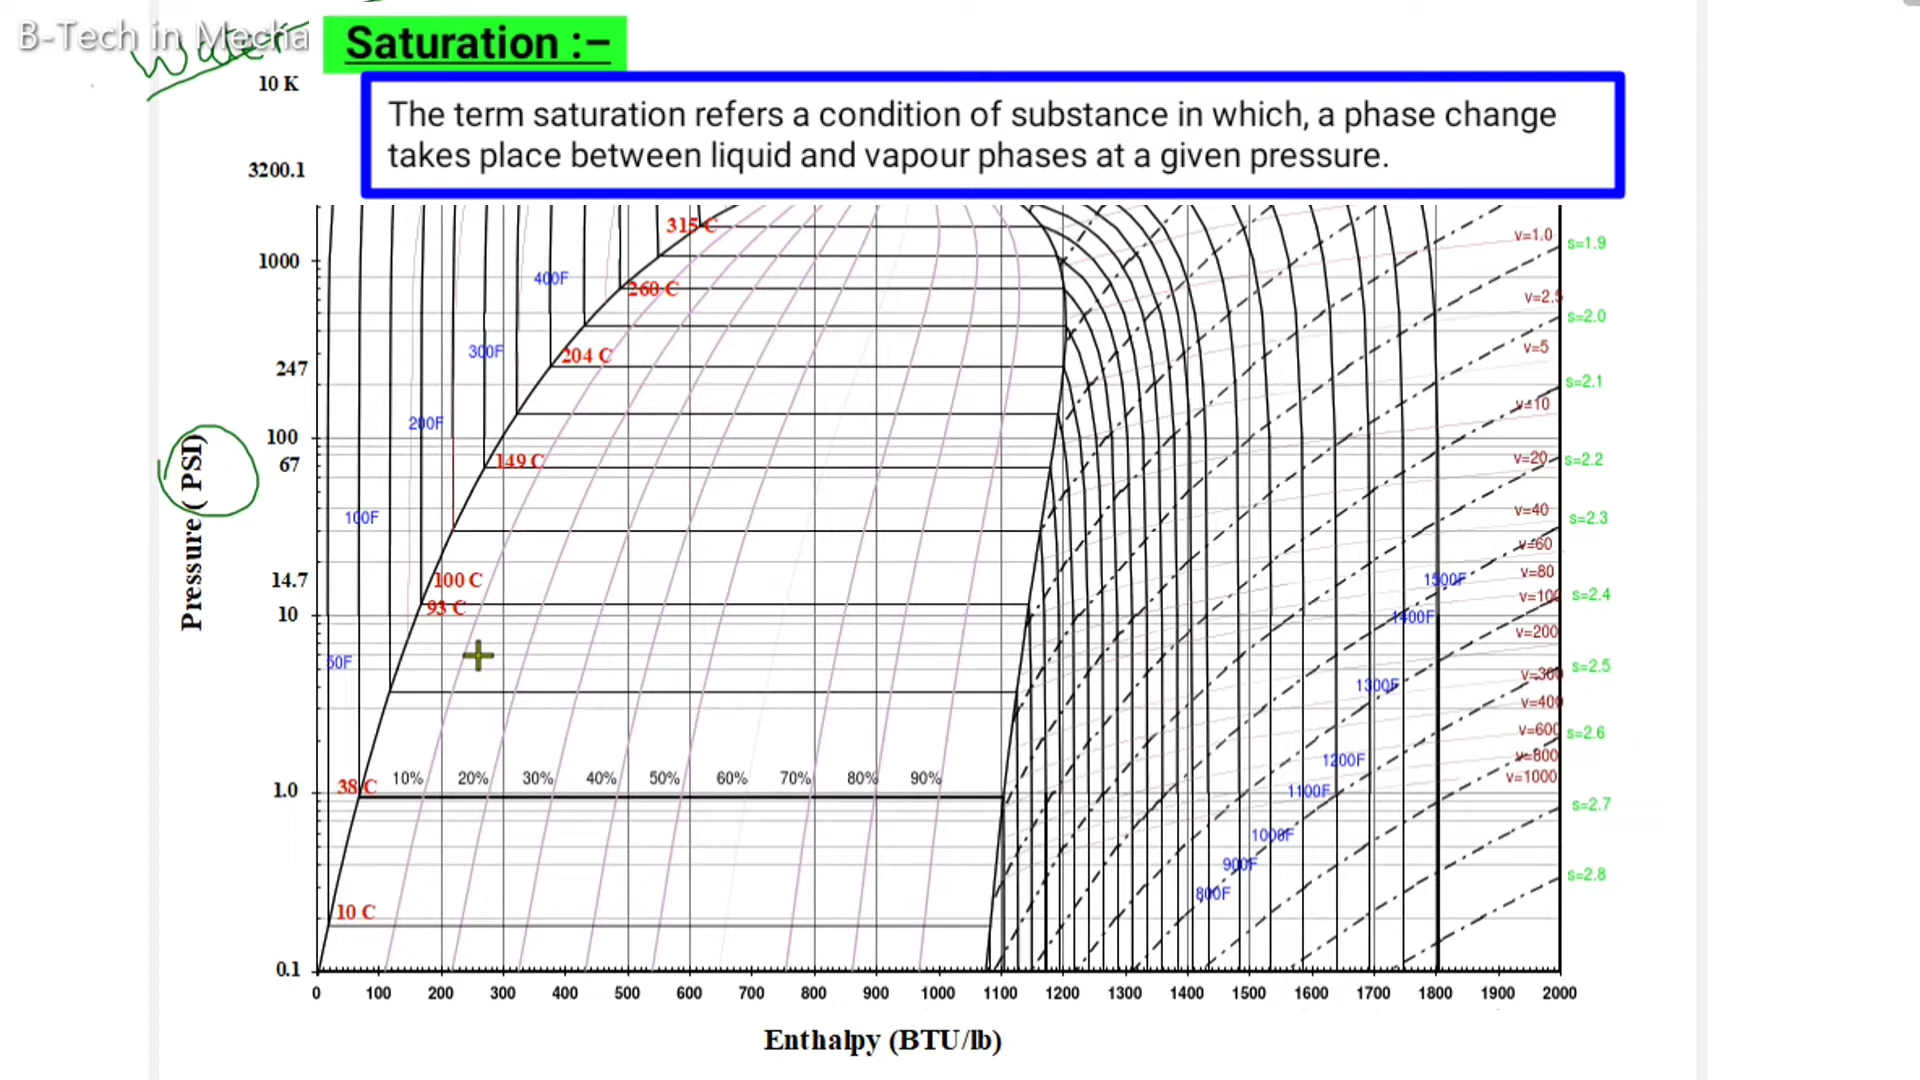 B-Tech in Mecha
Water
Saturation :–
The term saturation refers a condition of substance in which, a phase change
takes place between liquid and vapour phases at a given pressure.
10 K
3200.1
1000
247
100
67
14.7
10
1.0
0.1
Pressure ( PSI)
315 C
260 C
204 C
149 C
100 C
93 C
38 C
10 C
400F
300F
200F
100F
50F
10% 20% 30% 40% 50% 60% 70% 80% 90%
v=1.0
v=2.5
v=5
v=10
v=20
v=40
v=60
v=80
v=100
v=200
v=300
v=400
v=600
v=800
v=1000
s=1.9
s=2.0
s=2.1
s=2.2
s=2.3
s=2.4
s=2.5
s=2.6
s=2.7
s=2.8
1500F
1400F
1300F
1200F
1100F
1000F
900F
800F
0 100 200 300 400 500 600 700 800 900 1000 1100 1200 1300 1400 1500 1600 1700 1800 1900 2000
Enthalpy (BTU/lb)